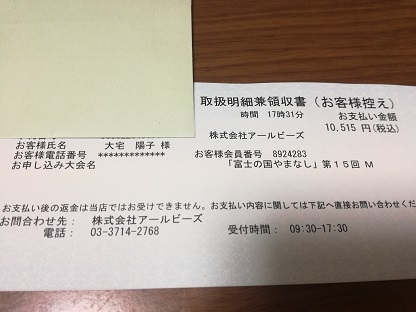 取扱明細兼領収書(お客様控え)
時間 17時31分
お支払い金額
10,515 円(税込)
株式会社アールビーズ
お客様氏名 大宅 陽子 様
お客様電話番号 **************
お客様会員番号 8924283
お申し込み大会名 「富士の国やまなし」第15回 M
お支払い後の返金は当店ではお受けできません。お支払い内容に関しては下記へ直接お問い合わせくだ
お問合わせ先: 株式会社アールビーズ
電話: 03-3714-2768 受付時間: 09:30-17:30